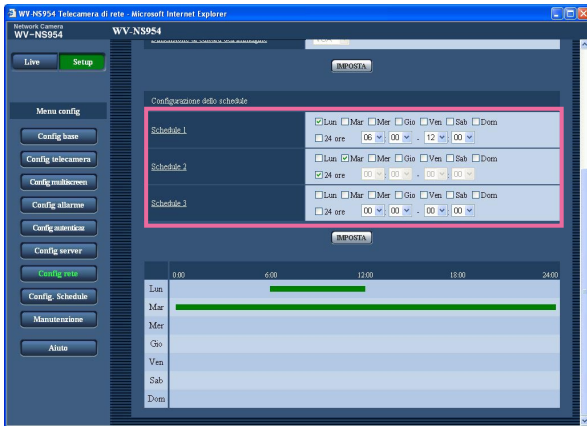 WV-NS954 Telecamera di rete - Microsoft Internet Explorer
Network Camera
WV-NS954
WV-NS954
Live Setup
IMPOSTA
Menu config
Config base
Config telecamera
Config multiscreen
Config allarme
Config autenticaz
Config server
Config rete
Config. Schedule
Manutenzione
Aiuto
Configurazione dello schedule
Schedule 1
Lun Mar Mer Gio Ven Sab Dom
24 ore 06 : 00 - 12 : 00
Schedule 2
Lun Mar Mer Gio Ven Sab Dom
24 ore 00 : 00 - 00 : 00
Schedule 3
Lun Mar Mer Gio Ven Sab Dom
24 ore 00 : 00 - 00 : 00
IMPOSTA
0:00 6:00 12:00 18:00 24:00
Lun
Mar
Mer
Gio
Ven
Sab
Dom